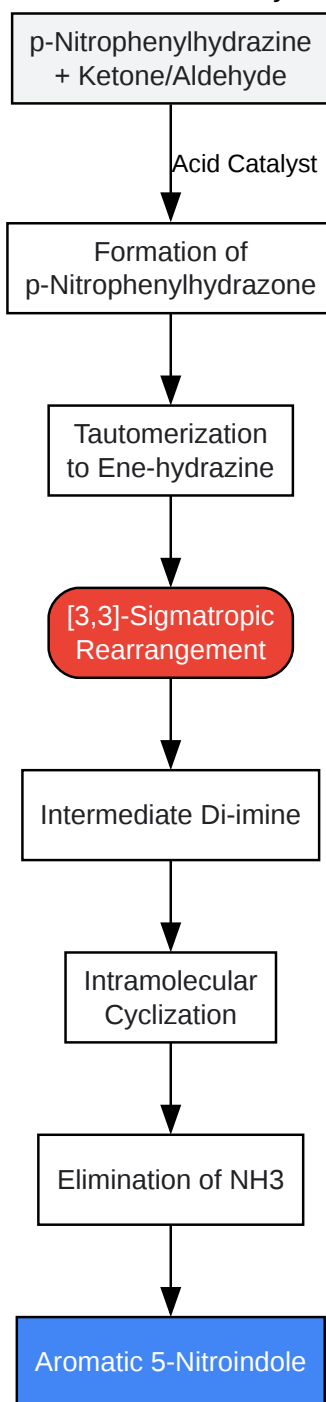 p-Nitrophenylhydrazine
+ Ketone/Aldehyde
Acid Catalyst
Formation of
p-Nitrophenylhydrazone
Tautomerization
to Ene-hydrazine
[3,3]-Sigmatropic
Rearrangement
Intermediate Di-imine
Intramolecular
Cyclization
Elimination of NH3
Aromatic 5-Nitroindole